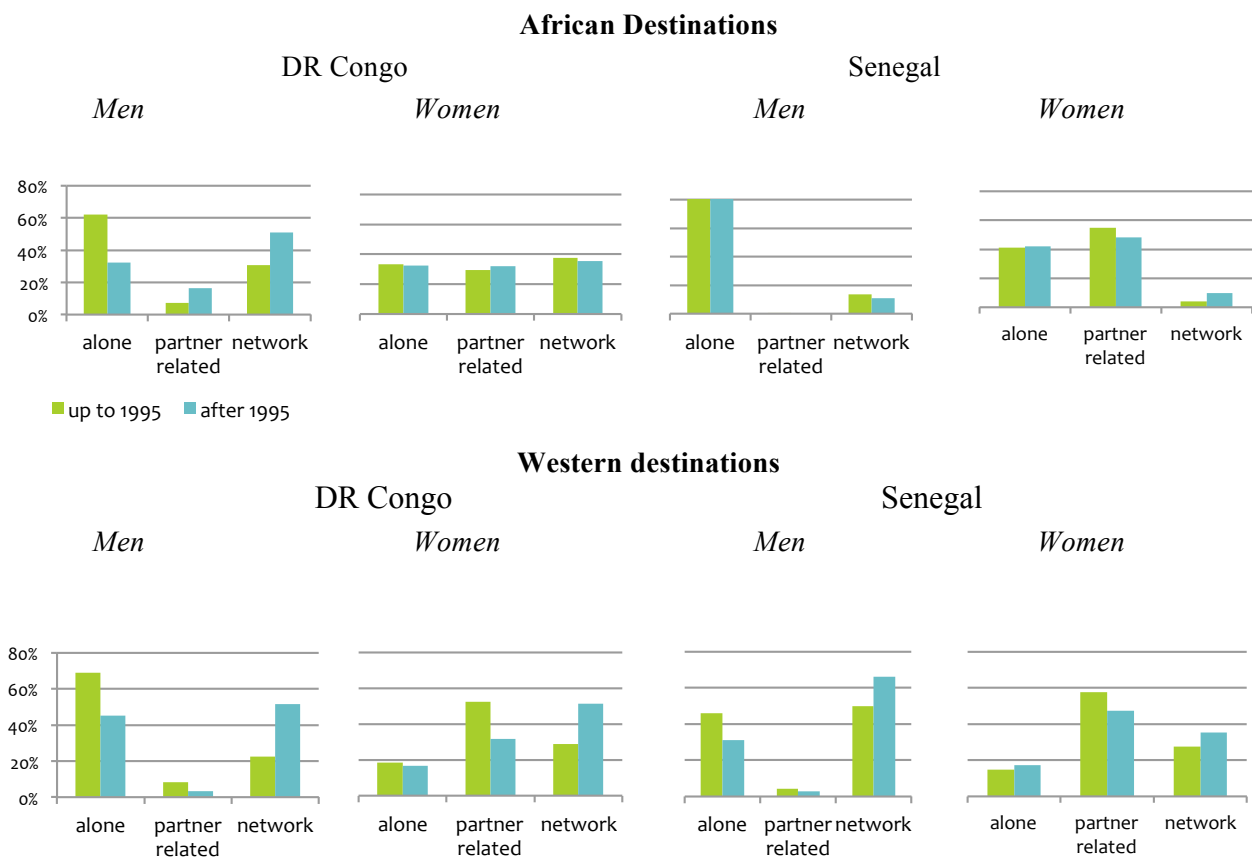 African Destinations
DR Congo Senegal
Men Women Men Women
80%
60%
40%
20%
0%
alone partner related network
alone partner related network
alone partner related network
alone partner related network
up to 1995 after 1995
Western destinations
DR Congo Senegal
Men Women Men Women
80%
60%
40%
20%
0%
alone partner related network
alone partner related network
alone partner related network
alone partner related network